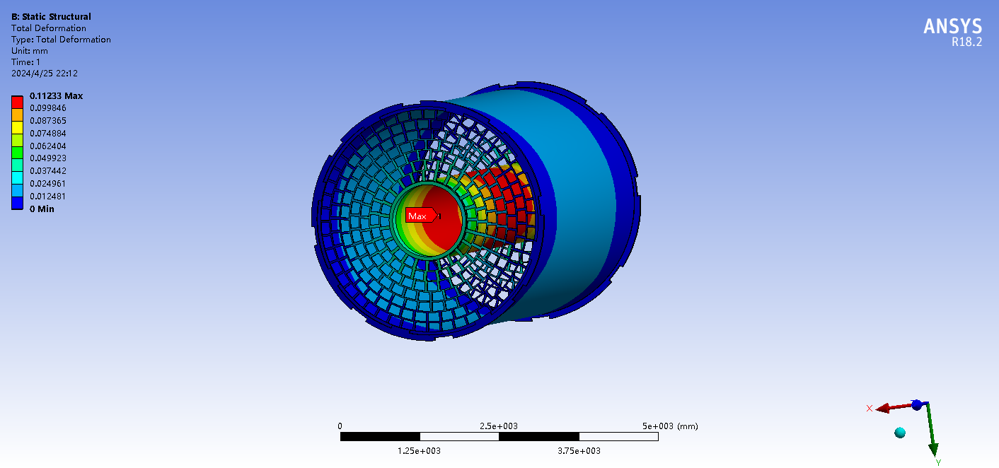 B: Static Structural
Total Deformation
Type: Total Deformation
Unit: mm
Time: 1
2024/4/25 22:12
ANSYS
R18.2
0.11233 Max
0.099846
0.087365
0.074884
0.062404
0.049923
0.037442
0.024961
0.012481
0 Min
Max
0 2.5e+003 5e+003 (mm)
1.25e+003 3.75e+003
X
Y